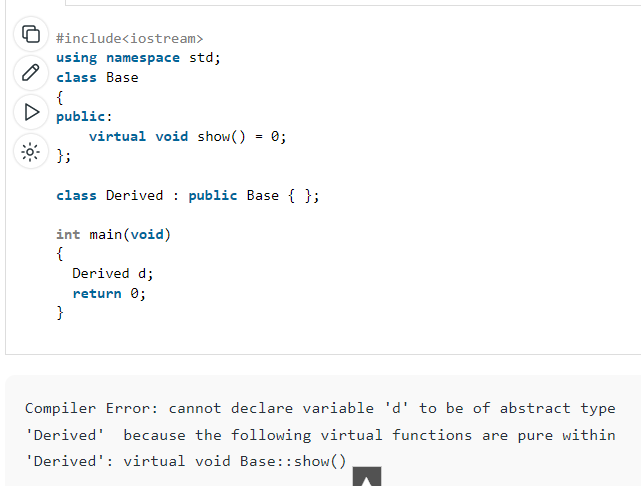 #include<iostream>
using namespace std;
class Base
{
public:
    virtual void show() = 0;
};
class Derived : public Base { };
int main(void)
{
  Derived d;
  return 0;
}
Compiler Error: cannot declare variable 'd' to be of abstract type
'Derived'  because the following virtual functions are pure within
'Derived': virtual void Base::show()